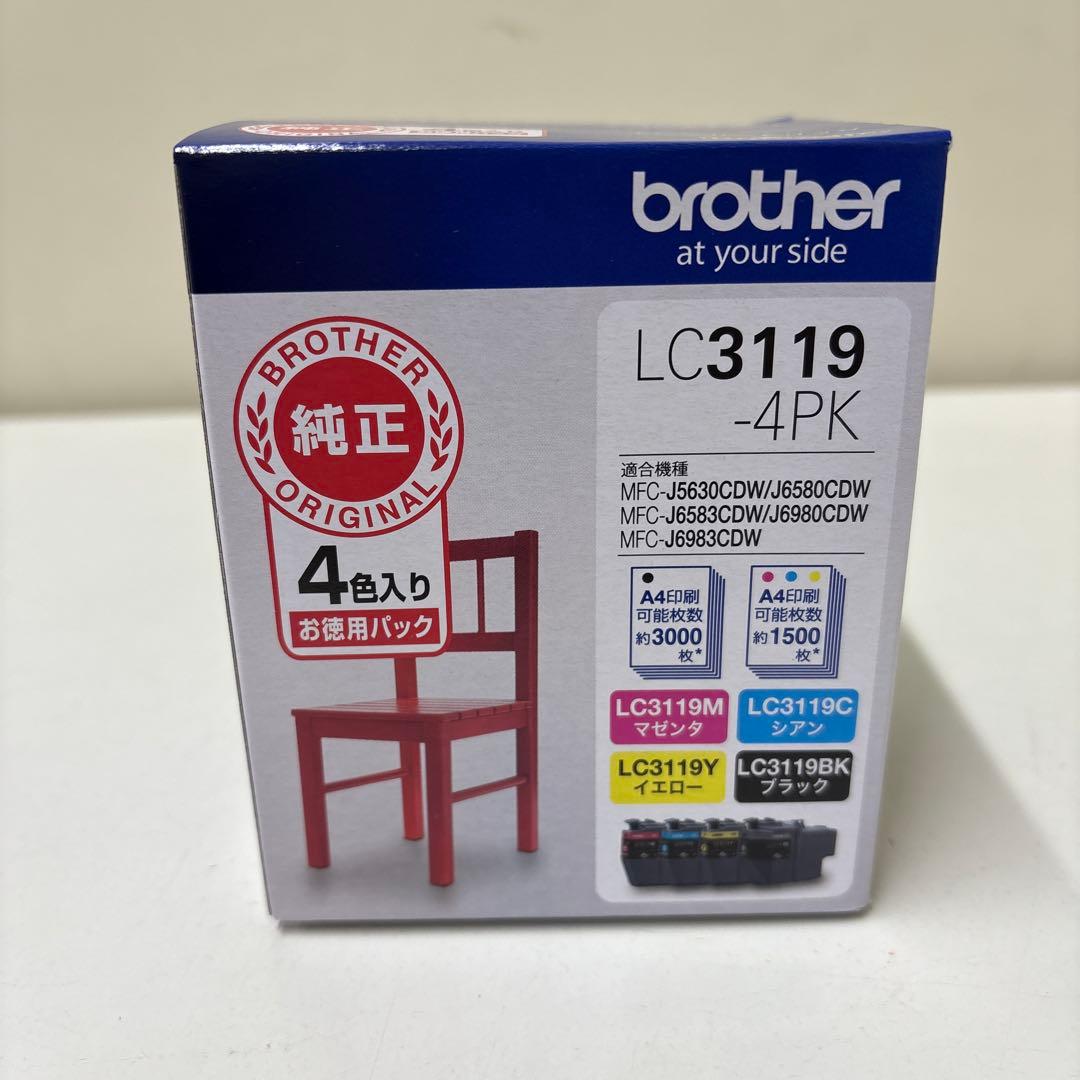 brother
at your side
BROTHER
純正
ORIGINAL
4色入り
お徳用パック
LC3119
-4PK
適合機種
MFC-J5630CDW/J6580CDW
MFC-J6583CDW/J6980CDW
MFC-J6983CDW
A4印刷
可能枚数
約3000
枚*
A4印刷
可能枚数
約1500
枚*
LC3119M
マゼンタ
LC3119C
シアン
LC3119Y
イエロー
LC3119BK
ブラック